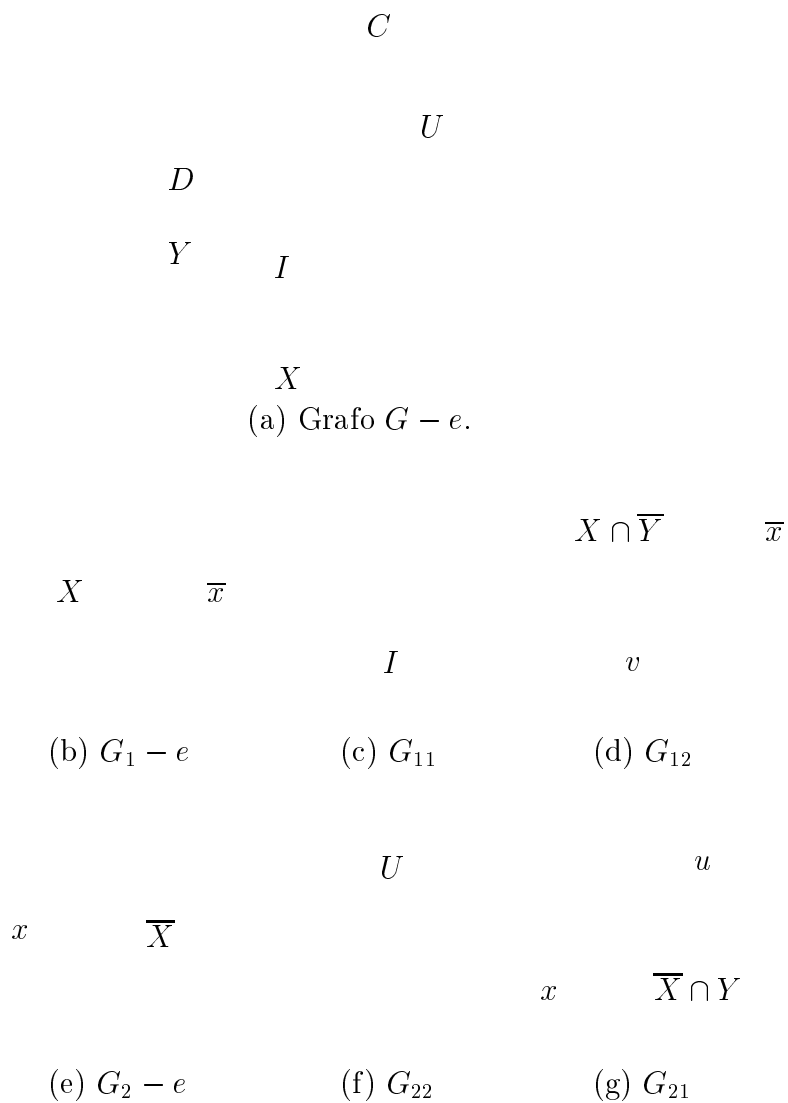 C
U
D
Y I
X
(a) Grafo G − e.
X ∩ Y̅ x̅
X x̅
I v
(b) G₁ − e (c) G₁₁ (d) G₁₂
U u
x X̅
x X̅ ∩ Y
(e) G₂ − e (f) G₂₂ (g) G₂₁